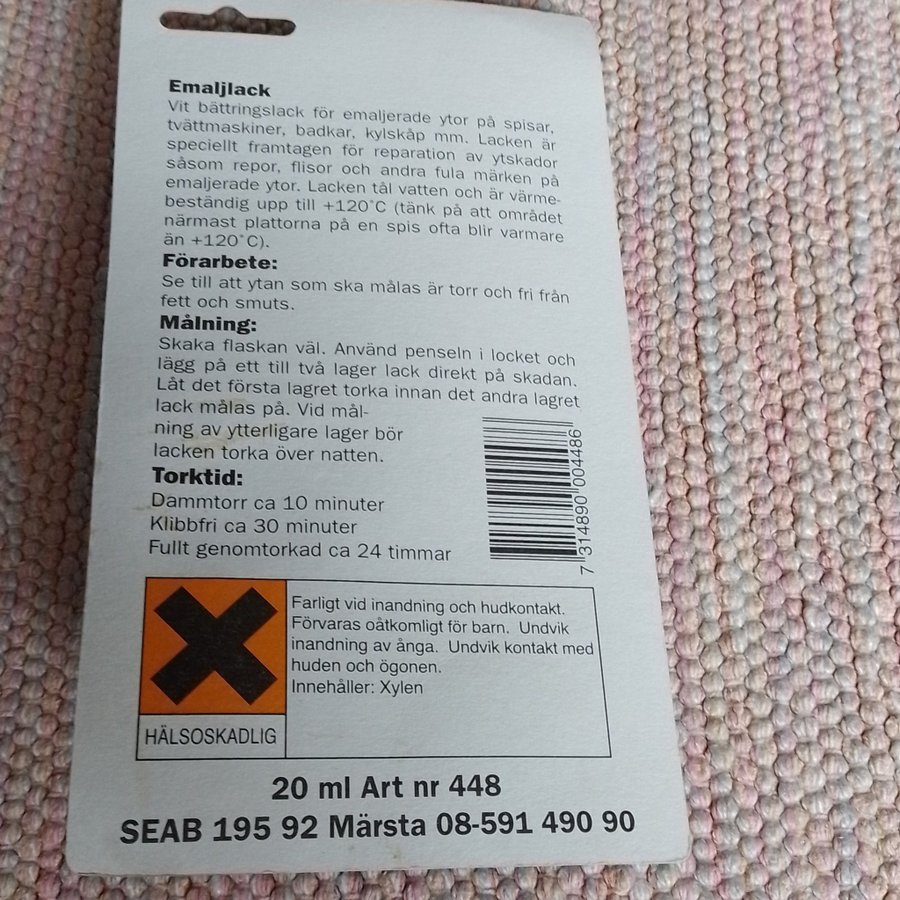 Emaljlack
Vit bättringslack för emaljerade ytor på spisar,
tvättmaskiner, badkar, kylskåp mm. Lacken är
speciellt framtagen för reparation av ytskador
såsom repor, flisor och andra fula märken på
emaljerade ytor. Lacken tål vatten och är värme-
beständig upp till +120°C (tänk på att området
närmast plattorna på en spis ofta blir varmare
än +120°C).
Förarbete:
Se till att ytan som ska målas är torr och fri från
fett och smuts.
Målning:
Skaka flaskan väl. Använd penseln i locket och
lägg på ett till två lager lack direkt på skadan.
Låt det första lagret torka innan det andra lagret
lack målas på. Vid mål-
ning av ytterligare lager bör
lacken torka över natten.
Torktid:
Dammtorr ca 10 minuter
Klibbfri ca 30 minuter
Fullt genomtorkad ca 24 timmar
7 314890 004486
Farligt vid inandning och hudkontakt.
Förvaras oåtkomligt för barn. Undvik
inandning av ånga. Undvik kontakt med
huden och ögonen.
Innehåller: Xylen
HÄLSOSKADLIG
20 ml Art nr 448
SEAB 195 92 Märsta 08-591 490 90